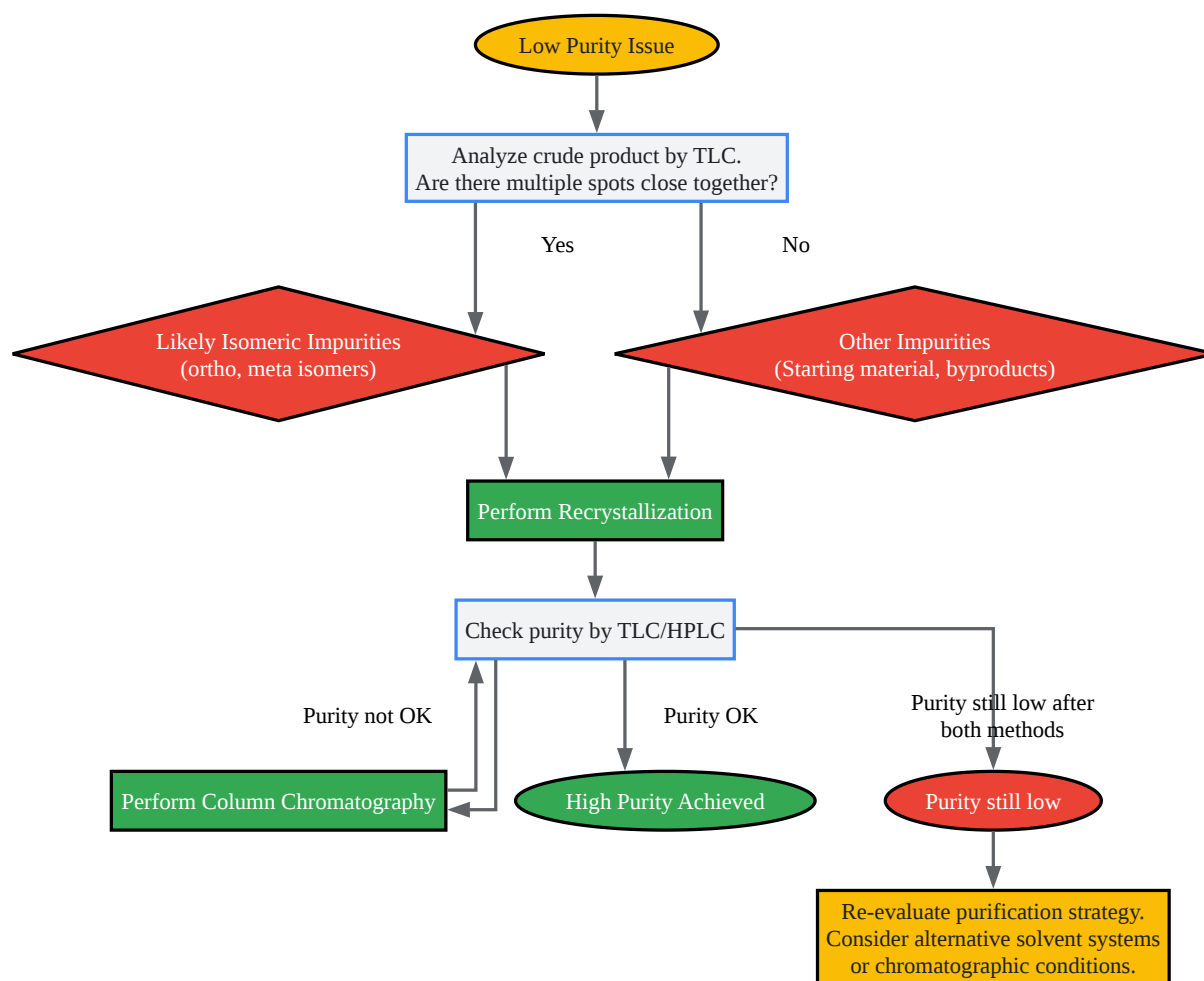 Low Purity Issue
Analyze crude product by TLC.
Are there multiple spots close together?
Yes
No
Likely Isomeric Impurities
(ortho, meta isomers)
Other Impurities
(Starting material, byproducts)
Perform Recrystallization
Check purity by TLC/HPLC
Purity not OK
Purity OK
Purity still low after
both methods
Perform Column Chromatography
High Purity Achieved
Purity still low
Re-evaluate purification strategy.
Consider alternative solvent systems
or chromatographic conditions.